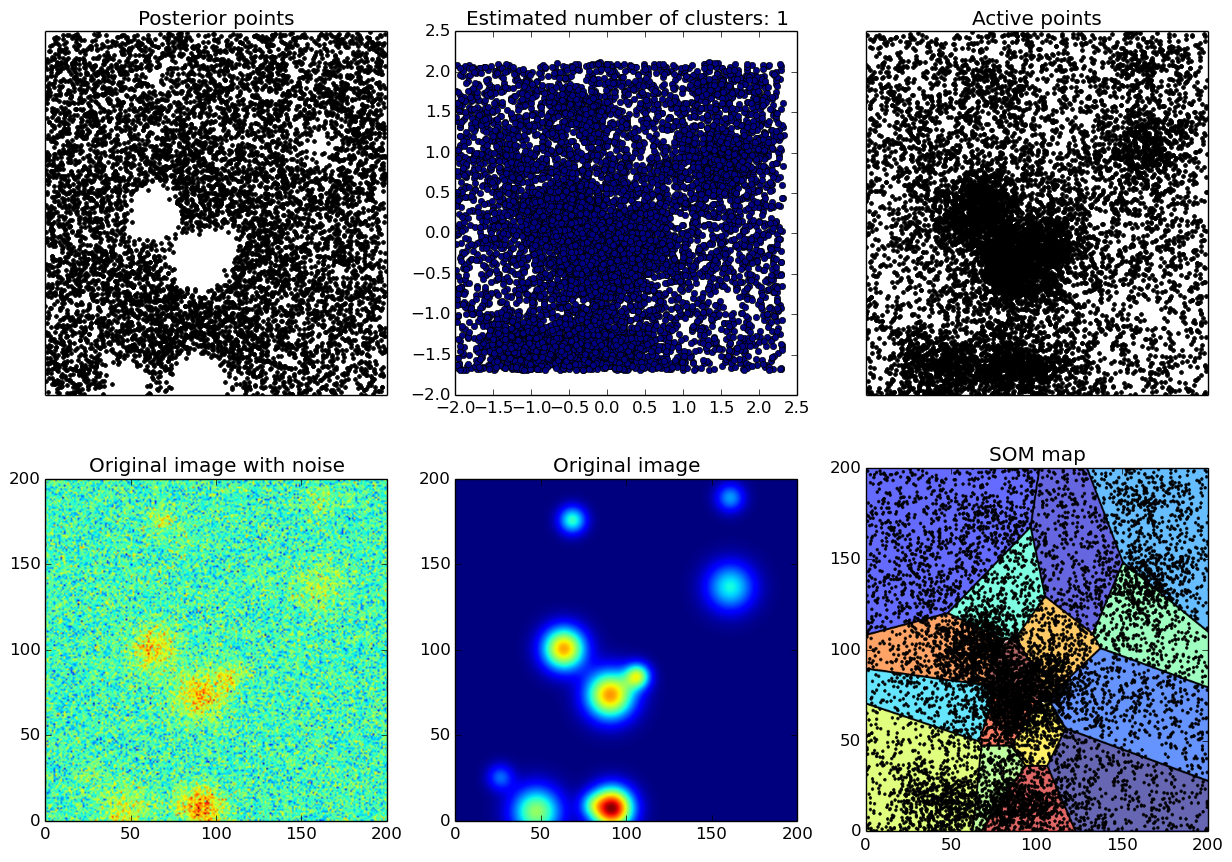 Posterior points
Estimated number of clusters: 1
Active points
2.5
2.0
1.5
1.0
0.5
0.0
−0.5
−1.0
−1.5
−2.0
−2.0 −1.5 −1.0 −0.5 0.0 0.5 1.0 1.5 2.0 2.5
Original image with noise
Original image
SOM map
200
150
100
50
0
0 50 100 150 200
200
150
100
50
0
0 50 100 150 200
200
150
100
50
0
0 50 100 150 200